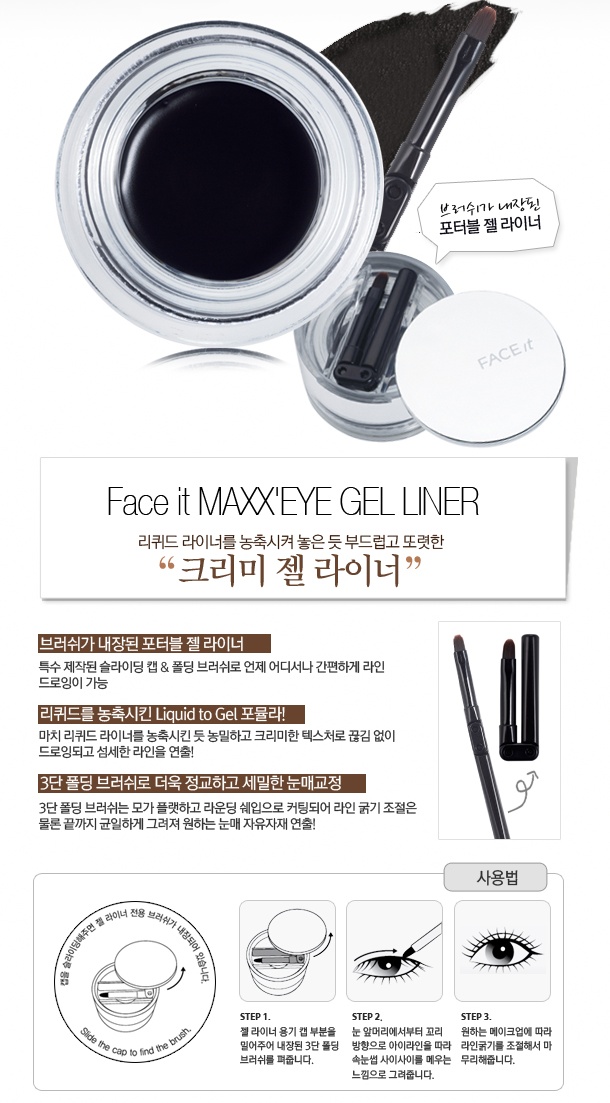 브러쉬가 내장된
포터블 젤 라이너
FACE it
Face it MAXX'EYE GEL LINER
리퀴드 라이너를 농축시켜 놓은 듯 부드럽고 또렷한
“크리미 젤 라이너”
브러쉬가 내장된 포터블 젤 라이너
특수 제작된 슬라이딩 캡 & 폴딩 브러쉬로 언제 어디서나 간편하게 라인
드로잉이 가능
리퀴드를 농축시킨 Liquid to Gel 포뮬라!
마치 리퀴드 라이너를 농축시킨 듯 농밀하고 크리미한 텍스처로 끊김 없이
드로잉되고 섬세한 라인을 연출!
3단 폴딩 브러쉬로 더욱 정교하고 세밀한 눈매교정
3단 폴딩 브러쉬는 모가 플랫하고 라운딩 쉐입으로 커팅되어 라인 굵기 조절은
물론 끝까지 균일하게 그려져 원하는 눈매 자유자재 연출!
사용법
캡을 슬라이딩해주면 젤 라이너 전용 브러쉬가 내장되어 있습니다.
Slide the cap to find the brush.
STEP 1.
젤 라이너 용기 캡 부분을
밀어주어 내장된 3단 폴딩
브러쉬를 펴줍니다.
STEP 2.
눈 앞머리에서부터 꼬리
방향으로 아이라인을 따라
속눈썹 사이사이를 메우는
느낌으로 그려줍니다.
STEP 3.
원하는 메이크업에 따라
라인굵기를 조절해서 마
무리해줍니다.